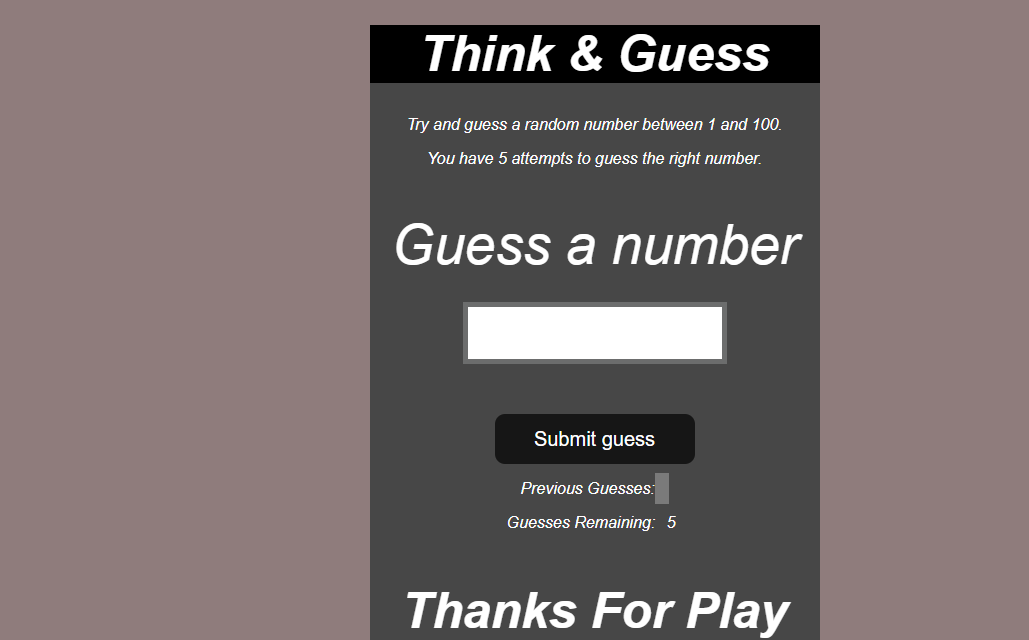 Think & Guess
Try and guess a random number between 1 and 100.
You have 5 attempts to guess the right number.
Guess a number
Submit guess
Previous Guesses:
Guesses Remaining: 5
Thanks For Play